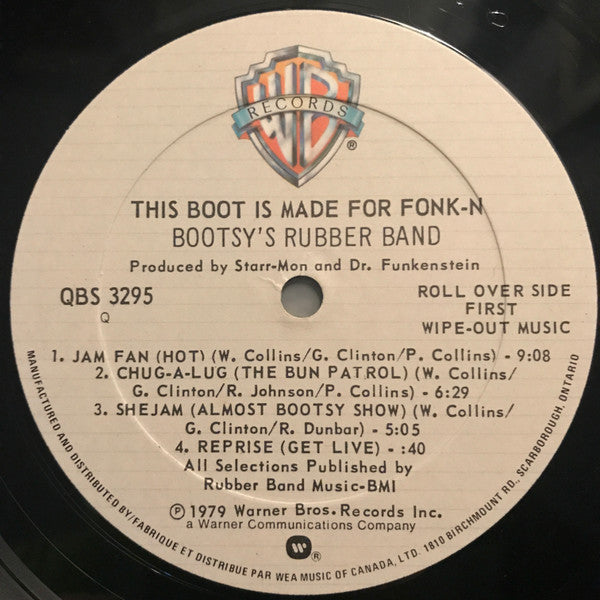 WB
RECORDS
®
THIS BOOT IS MADE FOR FONK-N
BOOTSY'S RUBBER BAND
Produced by Starr-Mon and Dr. Funkenstein
QBS 3295
Q
ROLL OVER SIDE
FIRST
WIPE-OUT MUSIC
1. JAM FAN (HOT) (W. Collins/G. Clinton/P. Collins) - 9:08
2. CHUG-A-LUG (THE BUN PATROL) (W. Collins/
G. Clinton/R. Johnson/P. Collins) - 6:29
3. SHEJAM (ALMOST BOOTSY SHOW) (W. Collins/
G. Clinton/R. Dunbar) - 5:05
4. REPRISE (GET LIVE) - :40
All Selections Published by
Rubber Band Music-BMI
Ⓟ 1979 Warner Bros. Records Inc.
a Warner Communications Company
W ®
MANUFACTURED AND DISTRIBUTED BY/FABRIQUE ET DISTRIBUE PAR WEA MUSIC OF CANADA, LTD. 1810 BIRCHMOUNT RD., SCARBOROUGH, ONTARIO